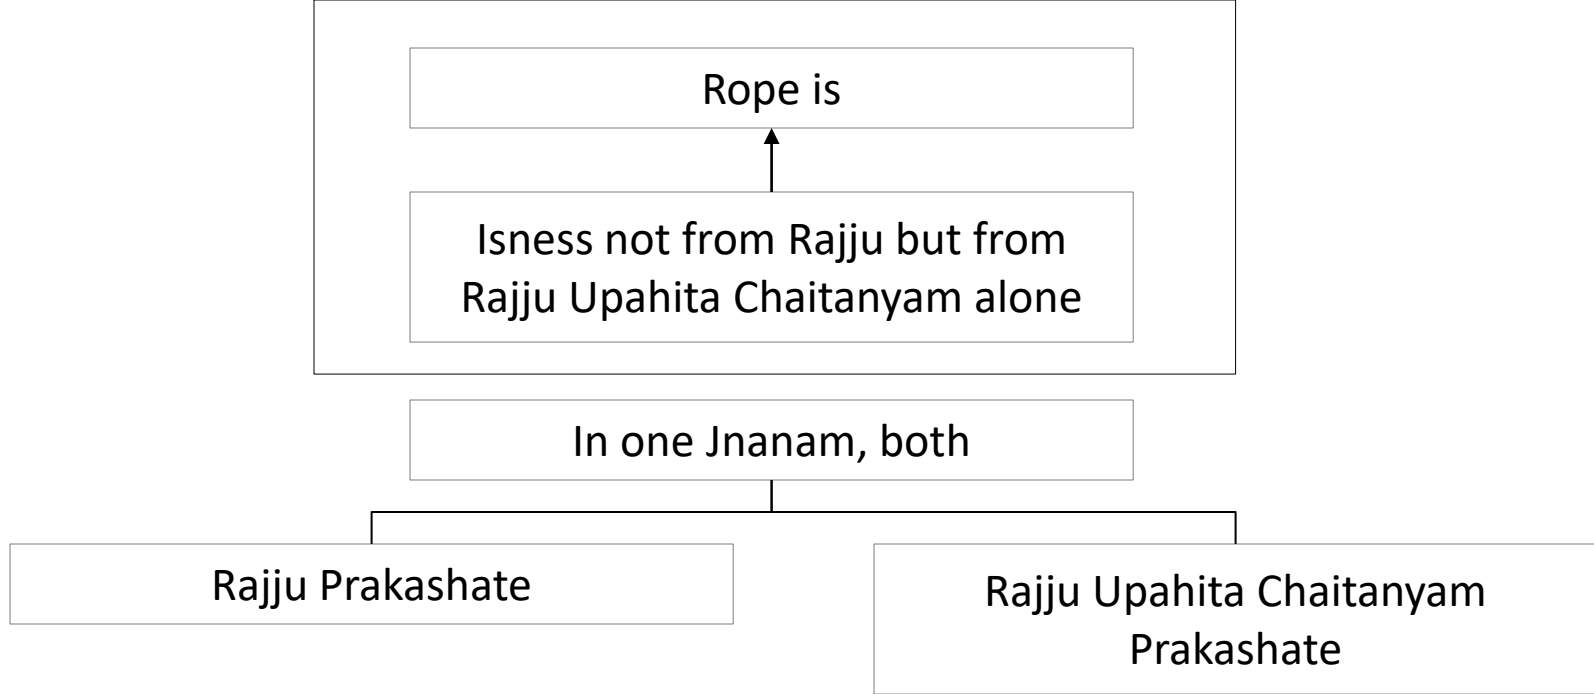 Rope is
Isness not from Rajju but from
Rajju Upahita Chaitanyam alone
In one Jnanam, both
Rajju Prakashate
Rajju Upahita Chaitanyam
Prakashate